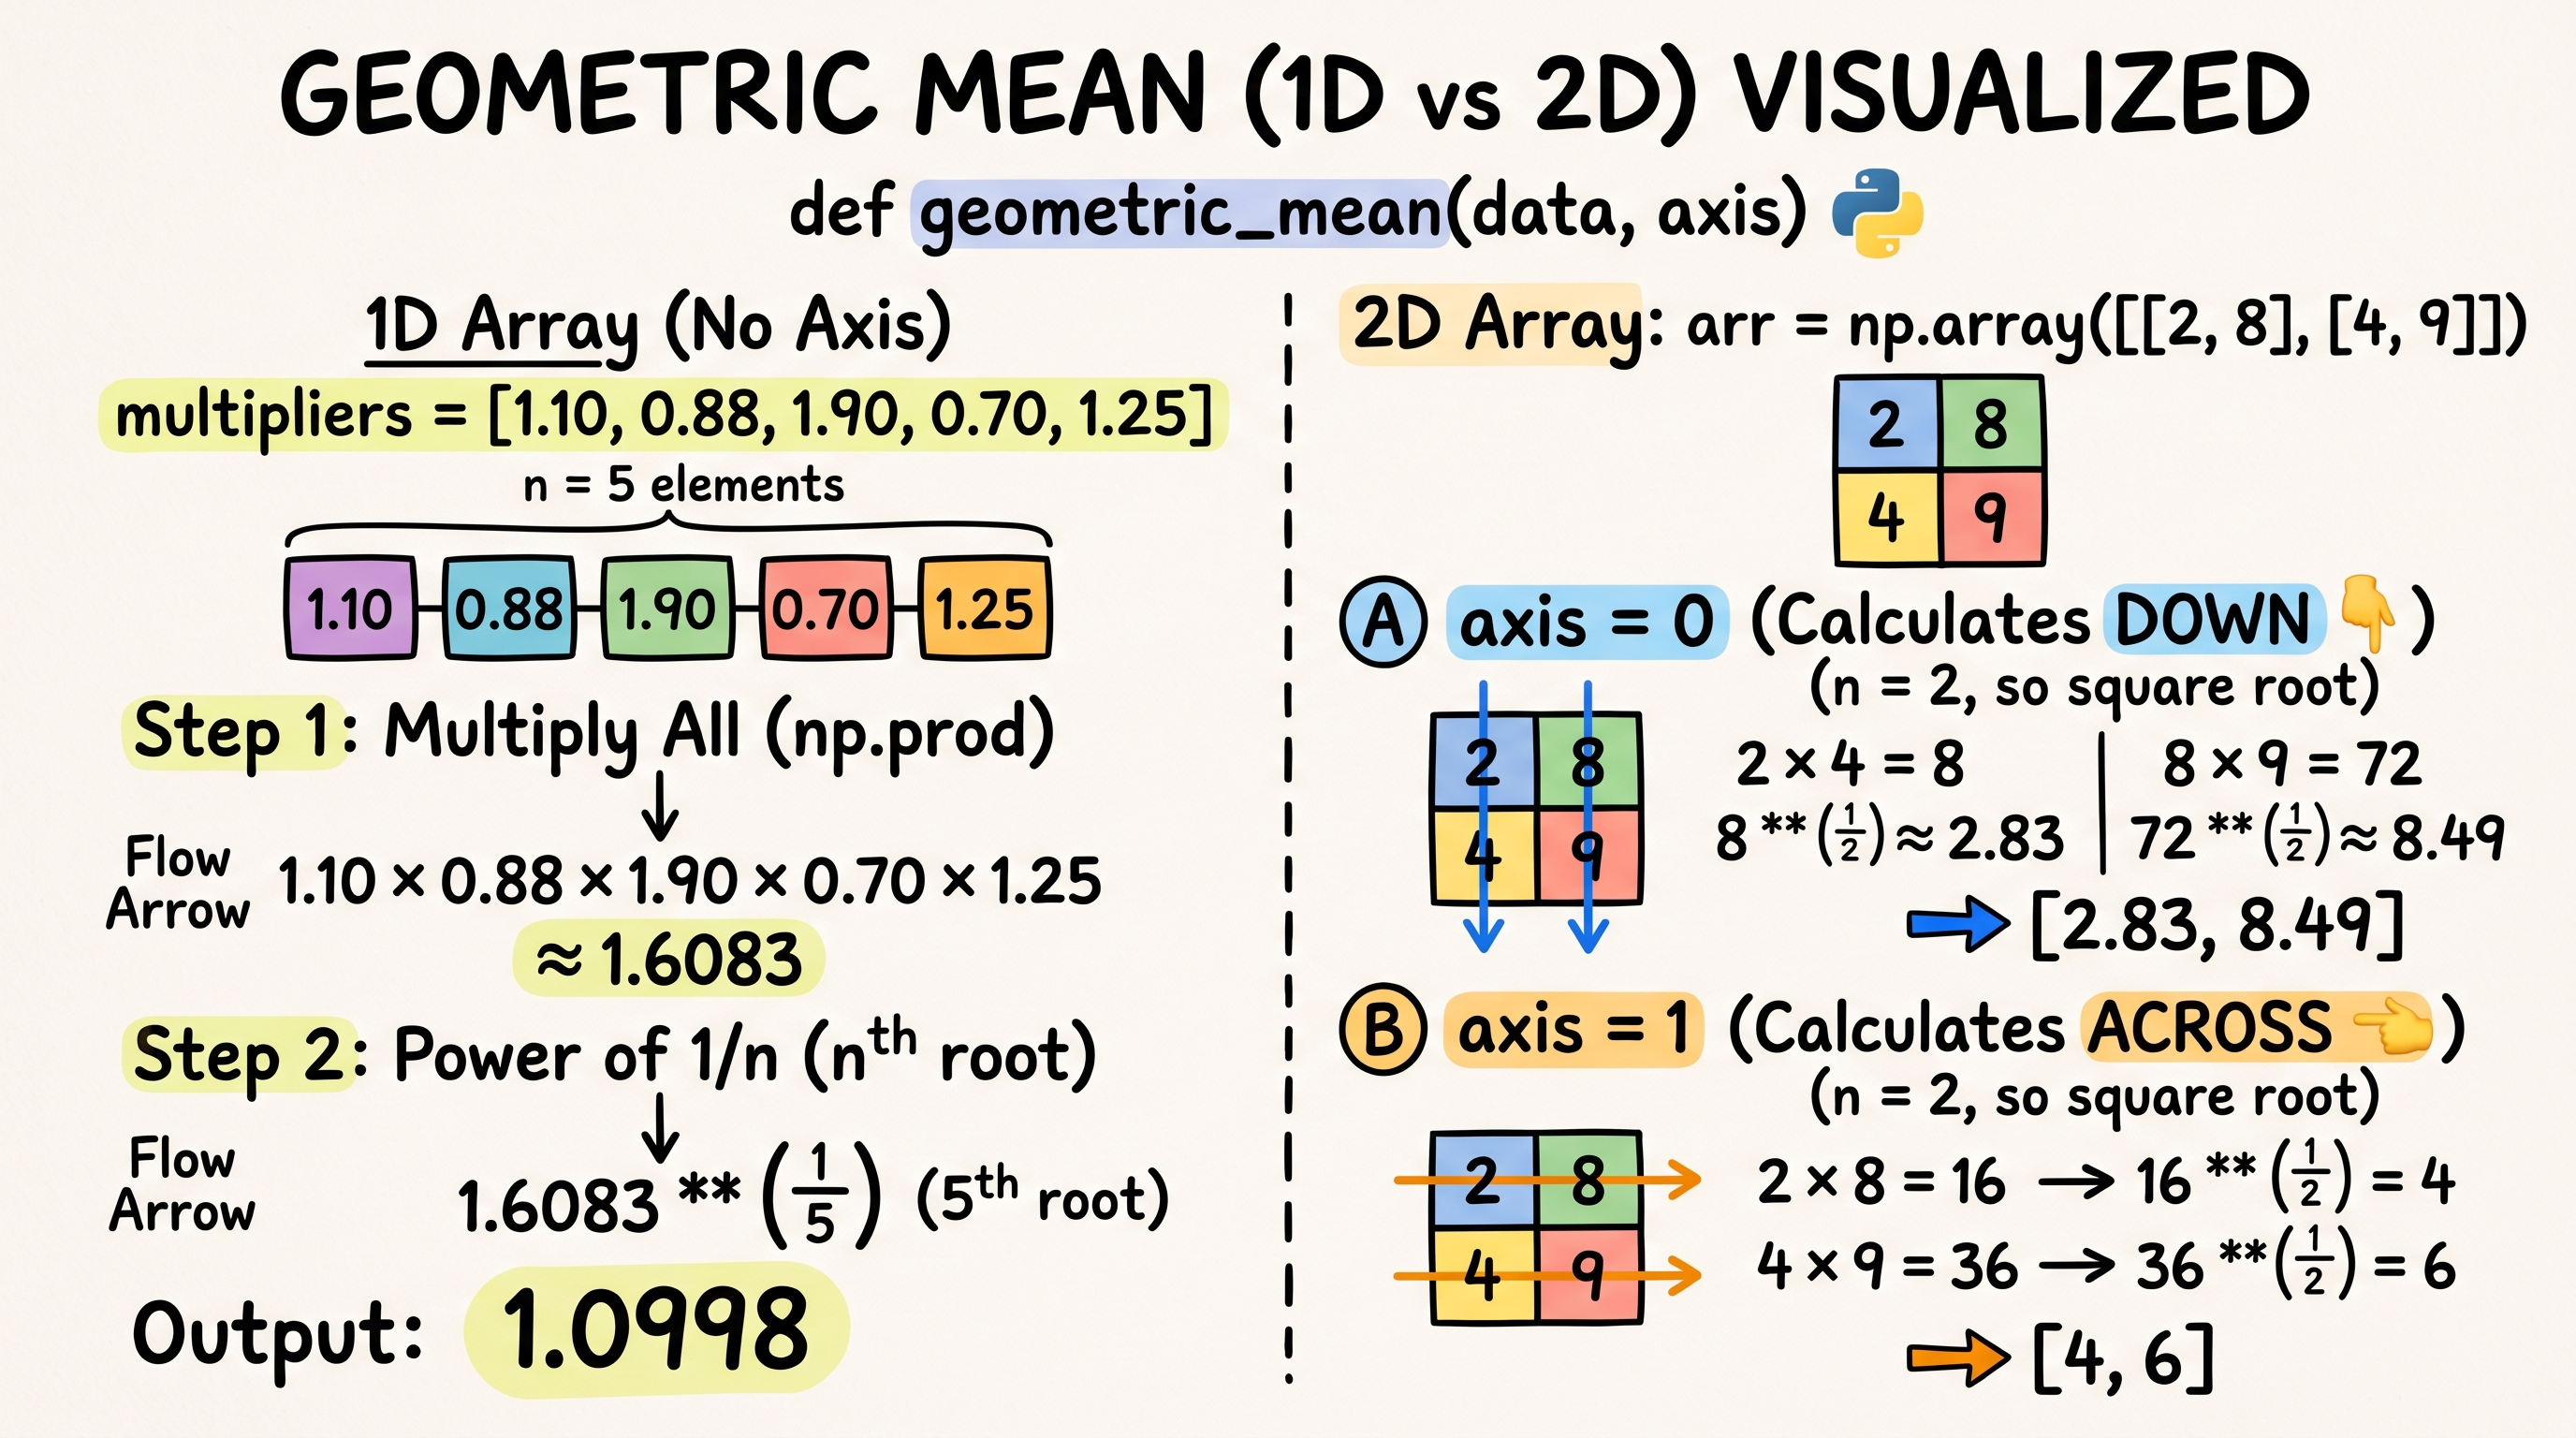 GEOMETRIC MEAN (1D vs 2D) VISUALIZED
def geometric_mean(data, axis)
1D Array (No Axis)
multipliers = [1.10, 0.88, 1.90, 0.70, 1.25]
n = 5 elements
1.10 0.88 1.90 0.70 1.25
Step 1: Multiply All (np.prod)
Flow
Arrow
1.10 × 0.88 × 1.90 × 0.70 × 1.25
≈ 1.6083
Step 2: Power of 1/n (nth root)
Flow
Arrow
1.6083 ** (1/5) (5th root)
Output: 1.0998
2D Array: arr = np.array([[2, 8], [4, 9]])
2 8
4 9
A axis = 0 (Calculates DOWN 👇)
(n = 2, so square root)
2 8
4 9
2 × 4 = 8 | 8 × 9 = 72
8 ** (1/2) ≈ 2.83 | 72 ** (1/2) ≈ 8.49
[2.83, 8.49]
B axis = 1 (Calculates ACROSS 👈)
(n = 2, so square root)
2 8
4 9
2 × 8 = 16 → 16 ** (1/2) = 4
4 × 9 = 36 → 36 ** (1/2) = 6
[4, 6]